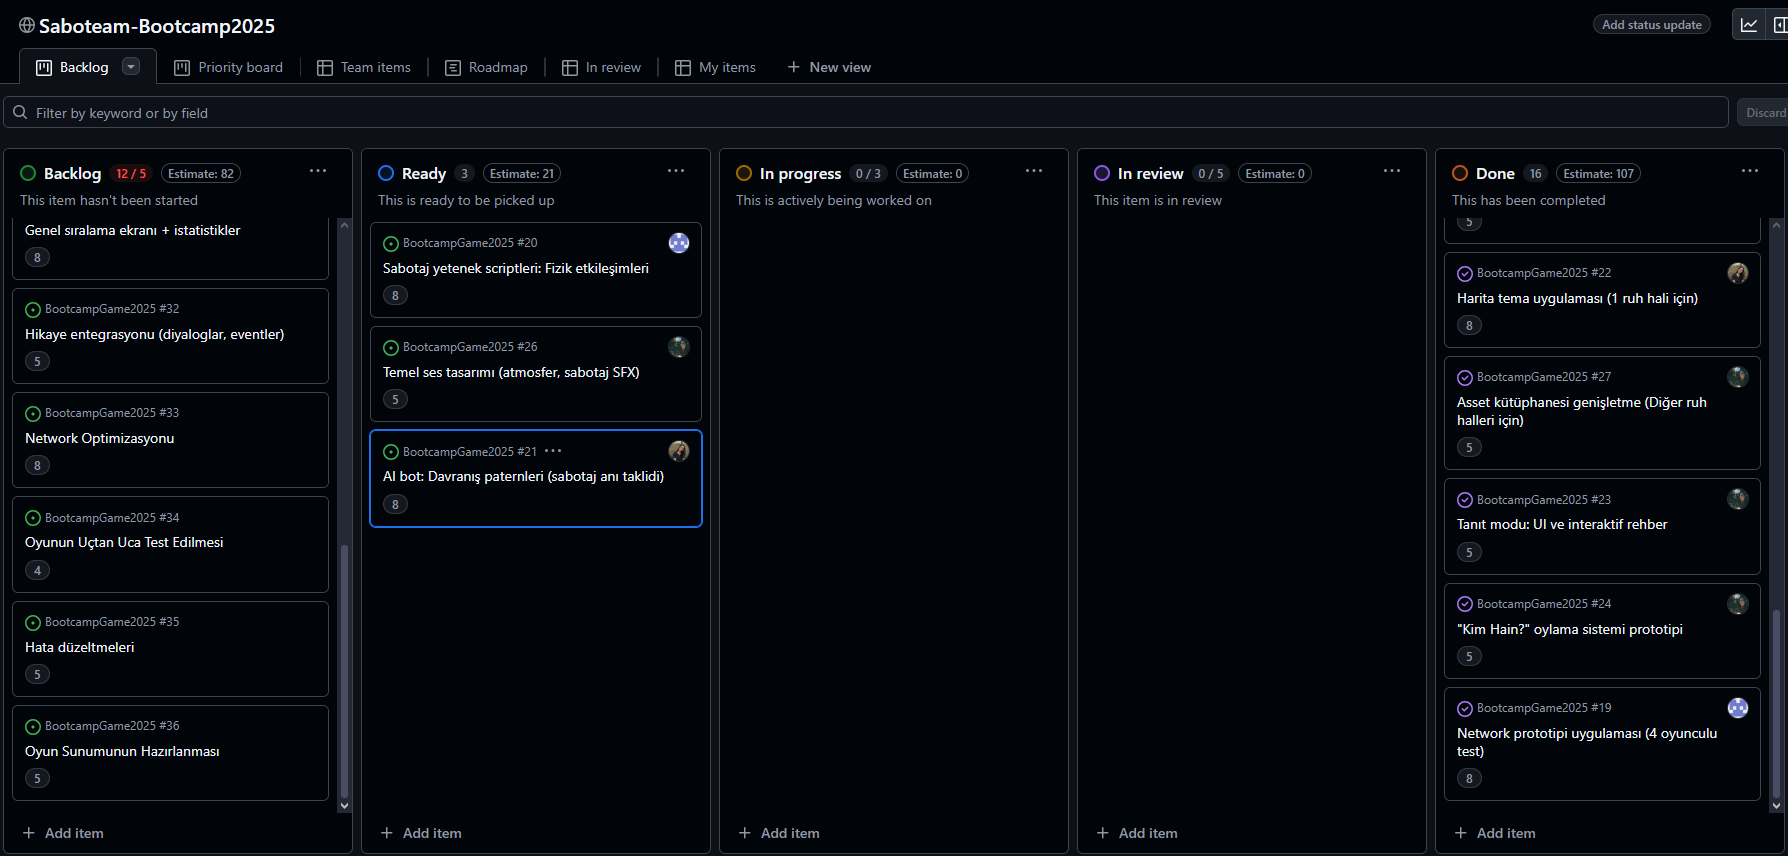 Saboteam-Bootcamp2025
Add status update
Backlog
Priority board
Team items
Roadmap
In review
My items
New view
Filter by keyword or by field
Discard
Backlog 12 / 5 Estimate: 82
This item hasn't been started
Genel sıralama ekranı + istatistikler
8
BootcampGame2025 #32
Hikaye entegrasyonu (diyaloglar, eventler)
5
BootcampGame2025 #33
Network Optimizasyonu
8
BootcampGame2025 #34
Oyunun Uçtan Uca Test Edilmesi
4
BootcampGame2025 #35
Hata düzeltmeleri
5
BootcampGame2025 #36
Oyun Sunumunun Hazırlanması
5
Add item
Ready 3 Estimate: 21
This is ready to be picked up
BootcampGame2025 #20
Sabotaj yetenek scriptleri: Fizik etkileşimleri
8
BootcampGame2025 #26
Temel ses tasarımı (atmosfer, sabotaj SFX)
5
BootcampGame2025 #21
AI bot: Davranış paternleri (sabotaj anı taklidi)
8
Add item
In progress 0 / 3 Estimate: 0
This is actively being worked on
Add item
In review 0 / 5 Estimate: 0
This item is in review
Add item
Done 16 Estimate: 107
This has been completed
5
BootcampGame2025 #22
Harita tema uygulaması (1 ruh hali için)
8
BootcampGame2025 #27
Asset kütüphanesi genişletme (Diğer ruh
halleri için)
5
BootcampGame2025 #23
Tanıt modu: UI ve interaktif rehber
5
BootcampGame2025 #24
"Kim Hain?" oylama sistemi prototipi
5
BootcampGame2025 #19
Network prototipi uygulaması (4 oyunculu
test)
8
Add item